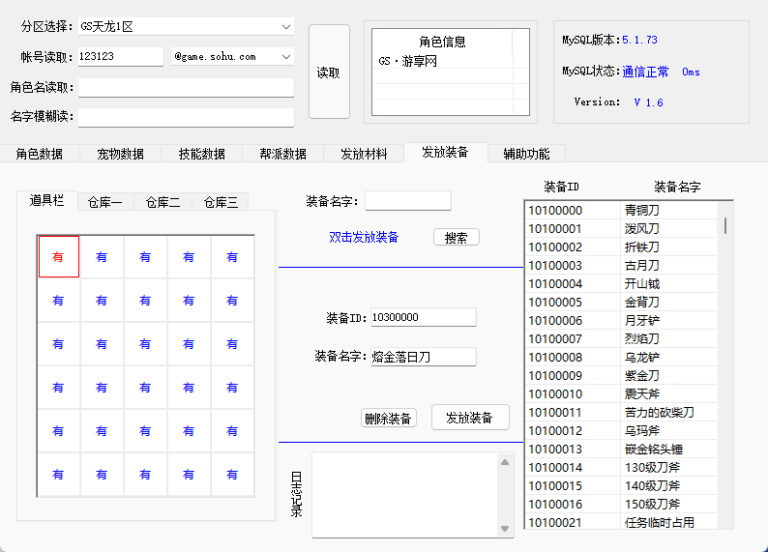 分区选择: GS天龙1区
帐号读取: 123123 @game.sohu.com
角色名读取:
名字模糊读:
读取
角色信息
GS·游享网
MySQL版本:5.1.73
MySQL状态:通信正常 0ms
Version: V 1.6
角色数据 宠物数据 技能数据 帮派数据 发放材料 发放装备 辅助功能
道具栏 仓库一 仓库二 仓库三
有 有 有 有 有
有 有 有 有 有
有 有 有 有 有
有 有 有 有 有
有 有 有 有 有
有 有 有 有 有
装备名字:
双击发放装备 搜索
装备ID: 10300000
装备名字: 熔金落日刀
删除装备 发放装备
日志记录
装备ID 装备名字
10100000 青铜刀
10100001 泼风刀
10100002 折铁刀
10100003 古月刀
10100004 开山钺
10100005 金背刀
10100006 月牙铲
10100007 烈焰刀
10100008 乌龙铲
10100009 紫金刀
10100010 震天斧
10100011 苦力的砍柴刀
10100012 乌玛斧
10100013 嵌金铭头锤
10100014 130级刀斧
10100015 140级刀斧
10100016 150级刀斧
10100021 任务临时占用